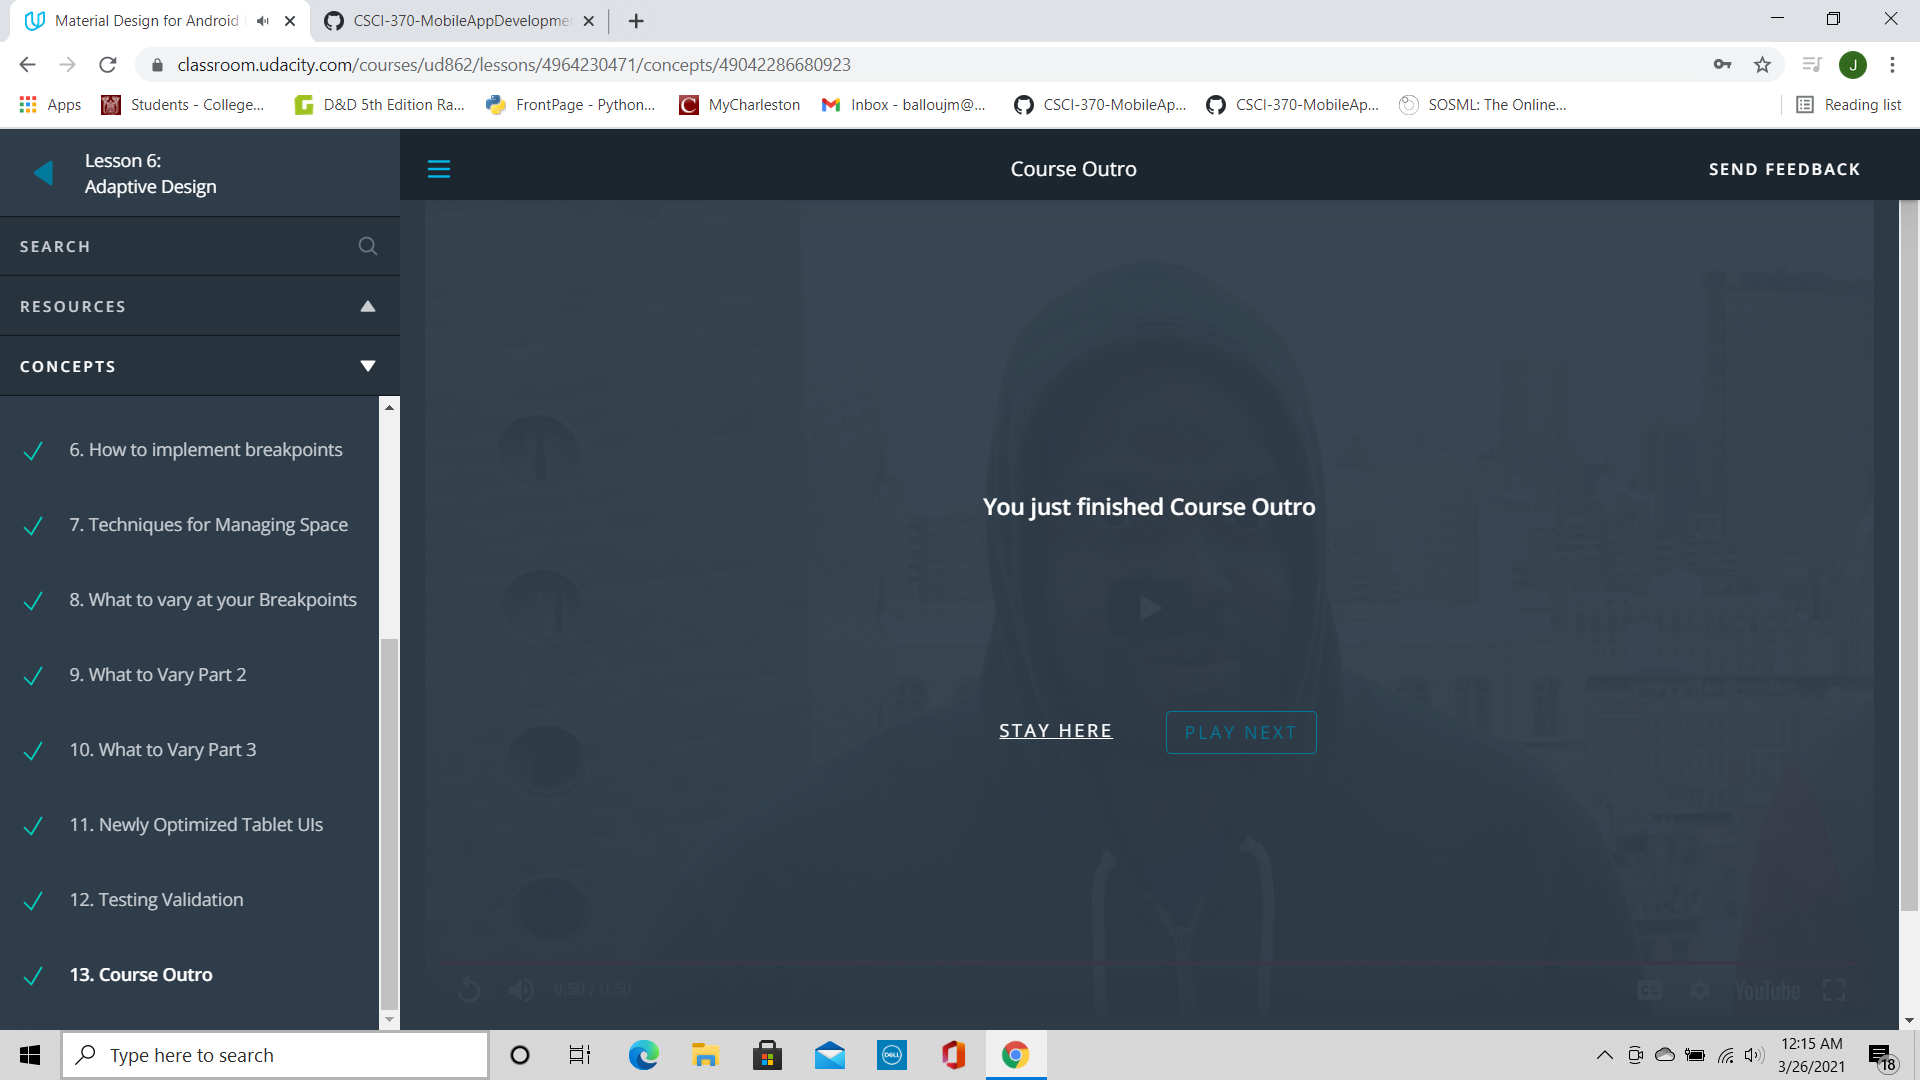 Material Design for Android
CSCI-370-MobileAppDevelopme
classroom.udacity.com/courses/ud862/lessons/4964230471/concepts/49042286680923
J
Apps
Students - College...
D&D 5th Edition Ra...
FrontPage - Python...
MyCharleston
Inbox - balloujm@...
CSCI-370-MobileAp...
CSCI-370-MobileAp...
SOSML: The Online...
Reading list
Lesson 6:
Adaptive Design
Course Outro
SEND FEEDBACK
SEARCH
RESOURCES
CONCEPTS
6. How to implement breakpoints
7. Techniques for Managing Space
8. What to vary at your Breakpoints
9. What to Vary Part 2
10. What to Vary Part 3
11. Newly Optimized Tablet UIs
12. Testing Validation
13. Course Outro
You just finished Course Outro
STAY HERE
PLAY NEXT
0:50 / 0:50
CC
YouTube
Type here to search
DELL
12:15 AM
3/26/2021
18